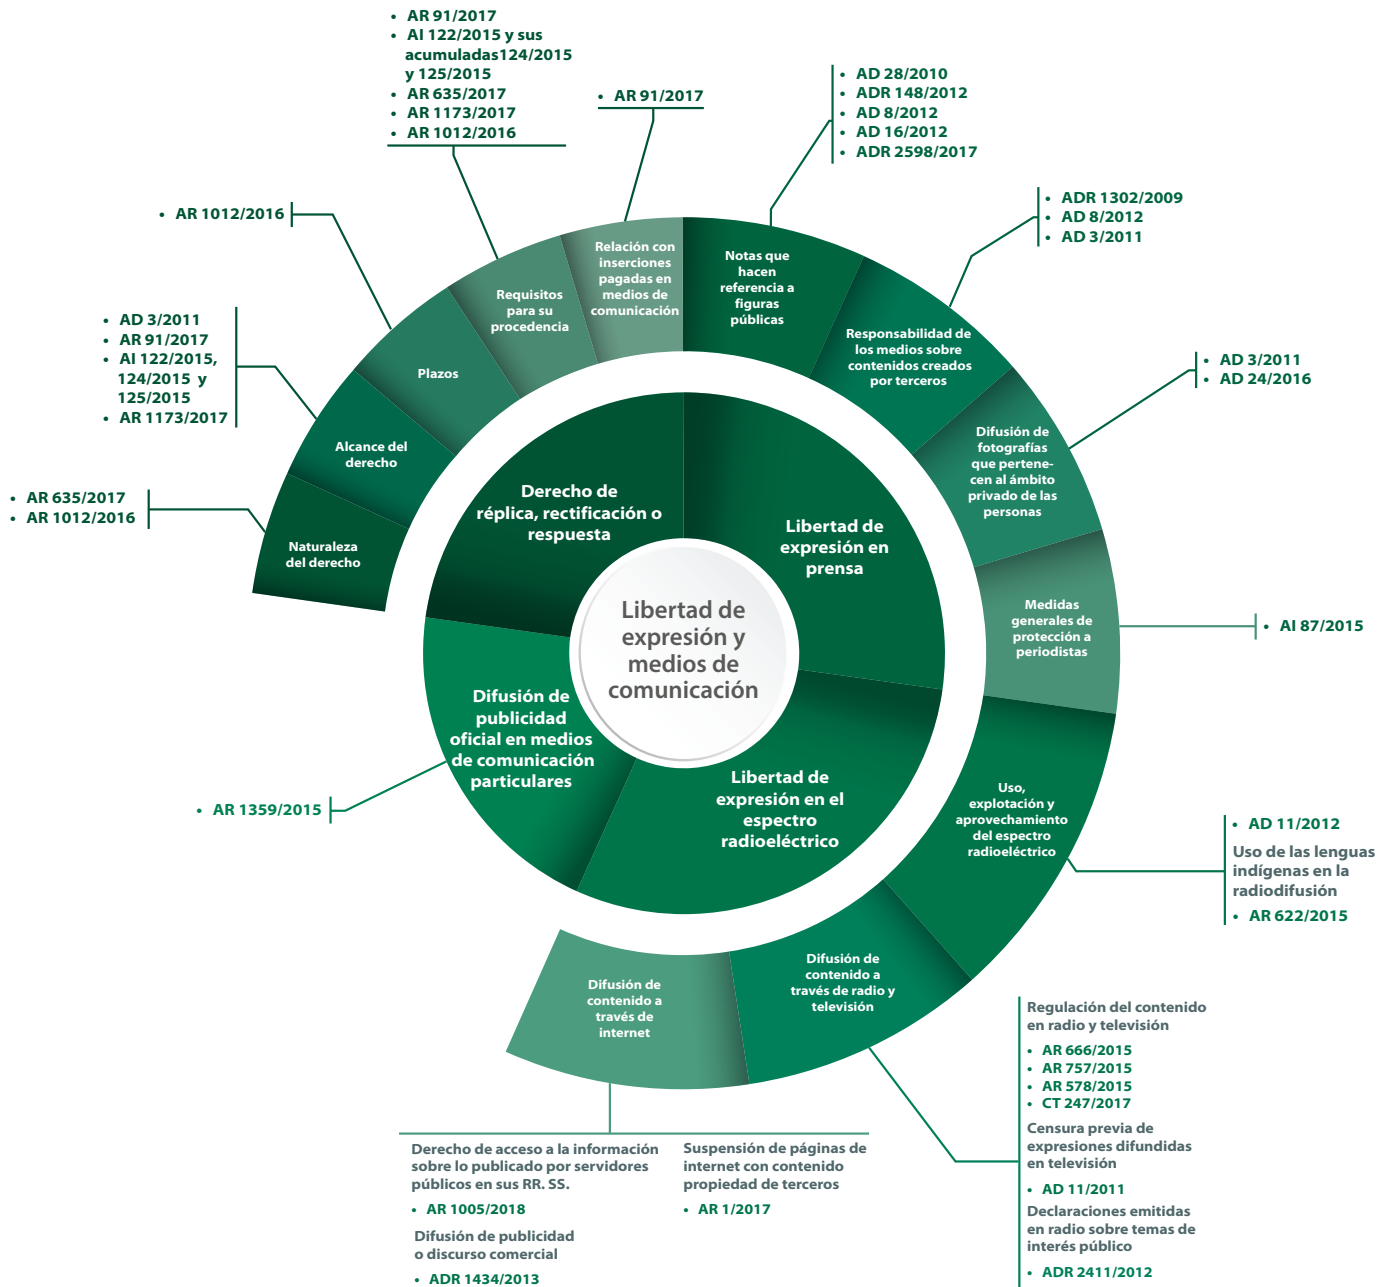 • AR 91/2017
• AI 122/2015 y sus
acumuladas124/2015
y 125/2015
• AR 635/2017
• AR 1173/2017
• AR 1012/2016
• AR 91/2017
• AD 28/2010
• ADR 148/2012
• AD 8/2012
• AD 16/2012
• ADR 2598/2017
• ADR 1302/2009
• AD 8/2012
• AD 3/2011
• AR 1012/2016
• AD 3/2011
• AR 91/2017
• AI 122/2015,
124/2015 y
125/2015
• AR 1173/2017
• AR 635/2017
• AR 1012/2016
• AD 3/2011
• AD 24/2016
• AI 87/2015
Relación con
inserciones
pagadas en
medios de
comunicación
Requisitos
para su
procedencia
Plazos
Alcance del
derecho
Naturaleza
del derecho
Notas que
hacen
referencia a
figuras
públicas
Responsabilidad de
los medios sobre
contenidos creados
por terceros
Difusión de
fotografías
que pertene-
cen al ámbito
privado de las
personas
Medidas
generales de
protección a
periodistas
Uso,
explotación y
aprovechamiento
del espectro
radioeléctrico
Difusión de
contenido a
través de radio y
televisión
Difusión de
contenido a
través de
internet
Derecho de
réplica, rectificación o
respuesta
Libertad de
expresión en
prensa
Libertad de
expresión y
medios de
comunicación
Difusión de
publicidad
oficial en medios
de comunicación
particulares
Libertad de
expresión en el
espectro
radioeléctrico
• AR 1359/2015
• AD 11/2012
Uso de las lenguas
indígenas en la
radiodifusión
• AR 622/2015
Regulación del contenido
en radio y televisión
• AR 666/2015
• AR 757/2015
• AR 578/2015
• CT 247/2017
Censura previa de
expresiones difundidas
en televisión
• AD 11/2011
Declaraciones emitidas
en radio sobre temas de
interés público
• ADR 2411/2012
Derecho de acceso a la información
sobre lo publicado por servidores
públicos en sus RR. SS.
• AR 1005/2018
Difusión de publicidad
o discurso comercial
• ADR 1434/2013
Suspensión de páginas de
internet con contenido
propiedad de terceros
• AR 1/2017